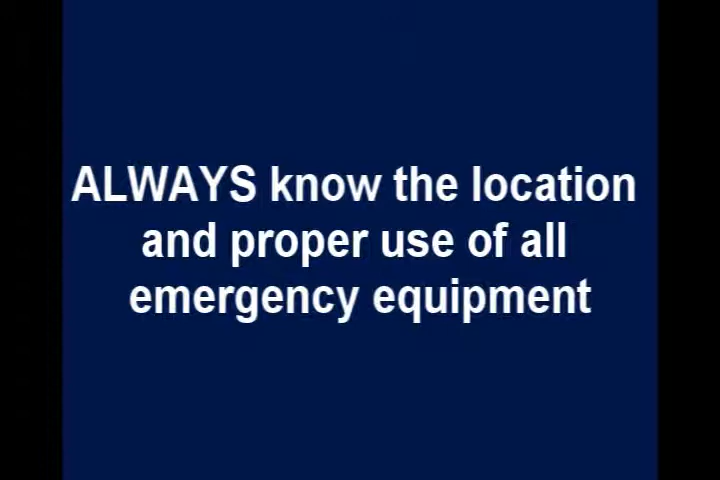 ALWAYS know the location
and proper use of all
emergency equipment